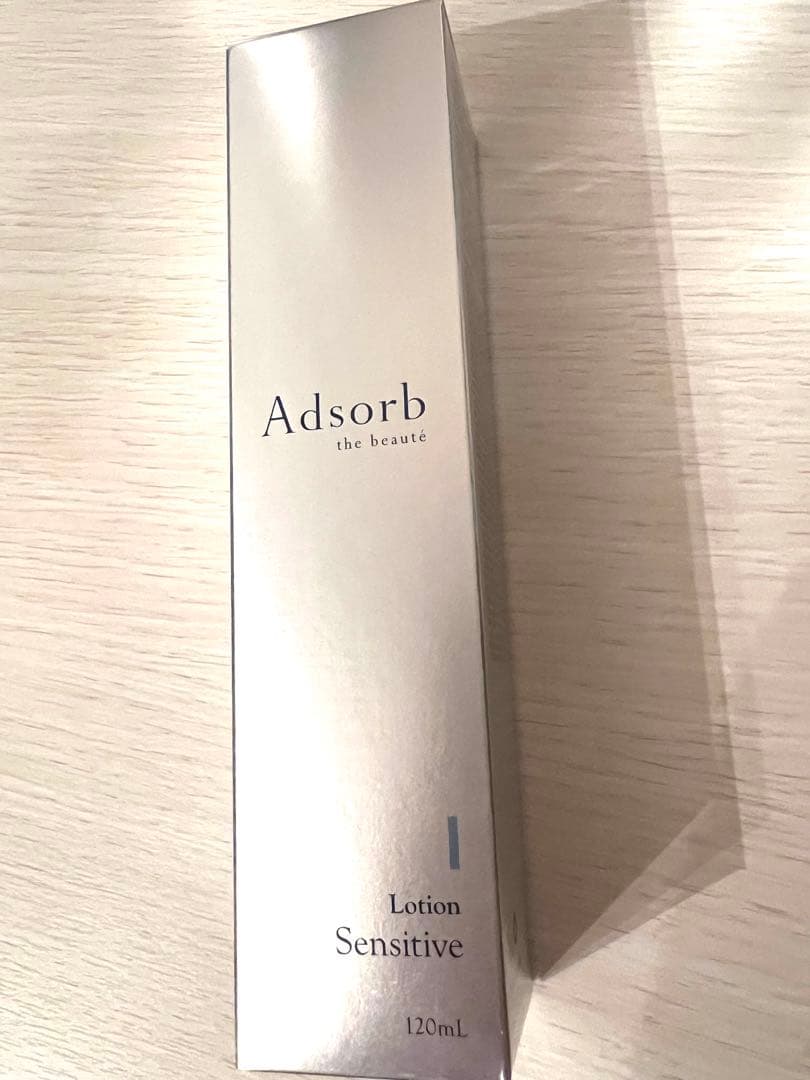 Adsorb
the beauté
Lotion
Sensitive
120mL